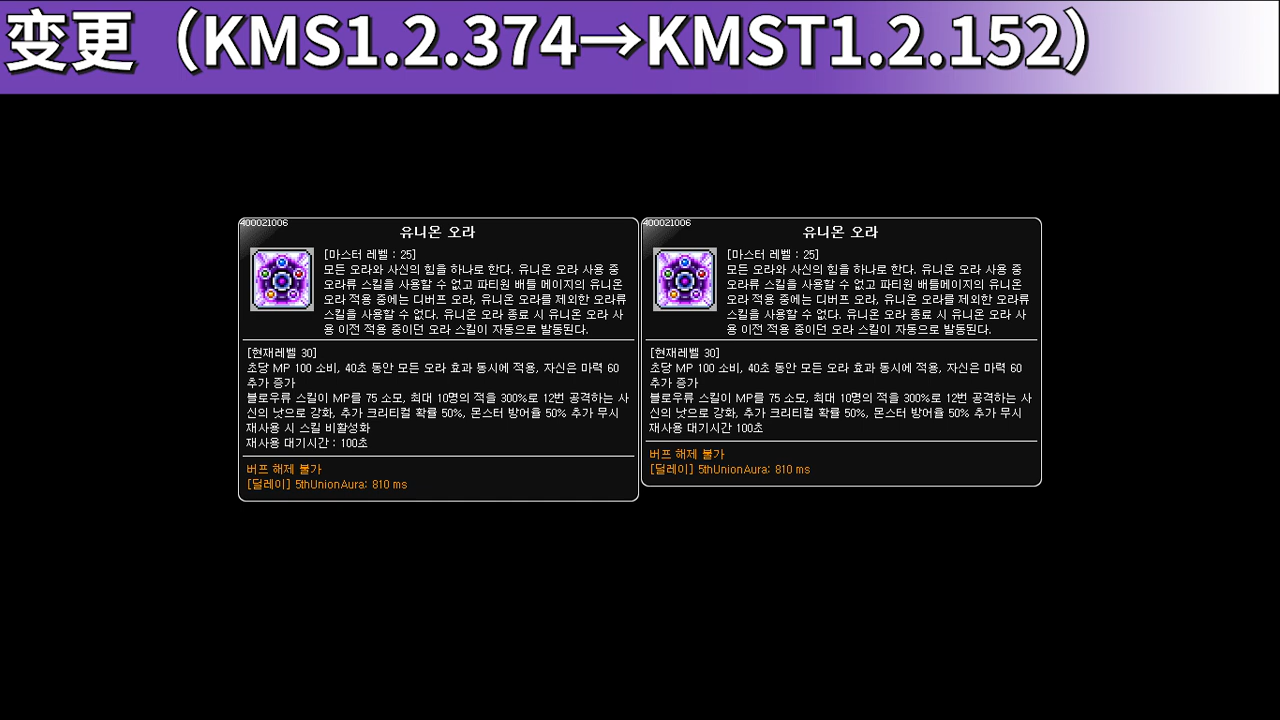 变更（KMS1.2.374→KMST1.2.152）
400021006
유니온 오라
[마스터 레벨 : 25]
모든 오라와 사신의 힘을 하나로 한다. 유니온 오라 사용 중
오라류 스킬을 사용할 수 없고 파티원 배틀 메이지의 유니온
오라 적용 중에는 디버프 오라, 유니온 오라를 제외한 오라류
스킬을 사용할 수 없다. 유니온 오라 종료 시 유니온 오라 사
용 이전 적용 중이던 오라 스킬이 자동으로 발동된다.
[현재레벨 30]
초당 MP 100 소비, 40초 동안 모든 오라 효과 동시에 적용, 자신은 마력 60
추가 증가
블로우류 스킬이 MP를 75 소모, 최대 10명의 적을 300%로 12번 공격하는 사
신의 낫으로 강화, 추가 크리티컬 확률 50%, 몬스터 방어율 50% 추가 무시
재사용 시 스킬 비활성화
재사용 대기시간 : 100초
버프 해제 불가
[딜레이] 5thUnionAura: 810 ms
400021006
유니온 오라
[마스터 레벨 : 25]
모든 오라와 사신의 힘을 하나로 한다. 유니온 오라 사용 중
오라류 스킬을 사용할 수 없고 파티원 배틀메이지의 유니온
오라 적용 중에는 디버프 오라, 유니온 오라를 제외한 오라류
스킬을 사용할 수 없다. 유니온 오라 종료 시 유니온 오라 사
용 이전 적용 중이던 오라 스킬이 자동으로 발동된다.
[현재레벨 30]
초당 MP 100 소비, 40초 동안 모든 오라 효과 동시에 적용, 자신은 마력 60
추가 증가
블로우류 스킬이 MP를 75 소모, 최대 10명의 적을 300%로 12번 공격하는 사
신의 낫으로 강화, 추가 크리티컬 확률 50%, 몬스터 방어율 50% 추가 무시
재사용 대기시간 100초
버프 해제 불가
[딜레이] 5thUnionAura: 810 ms